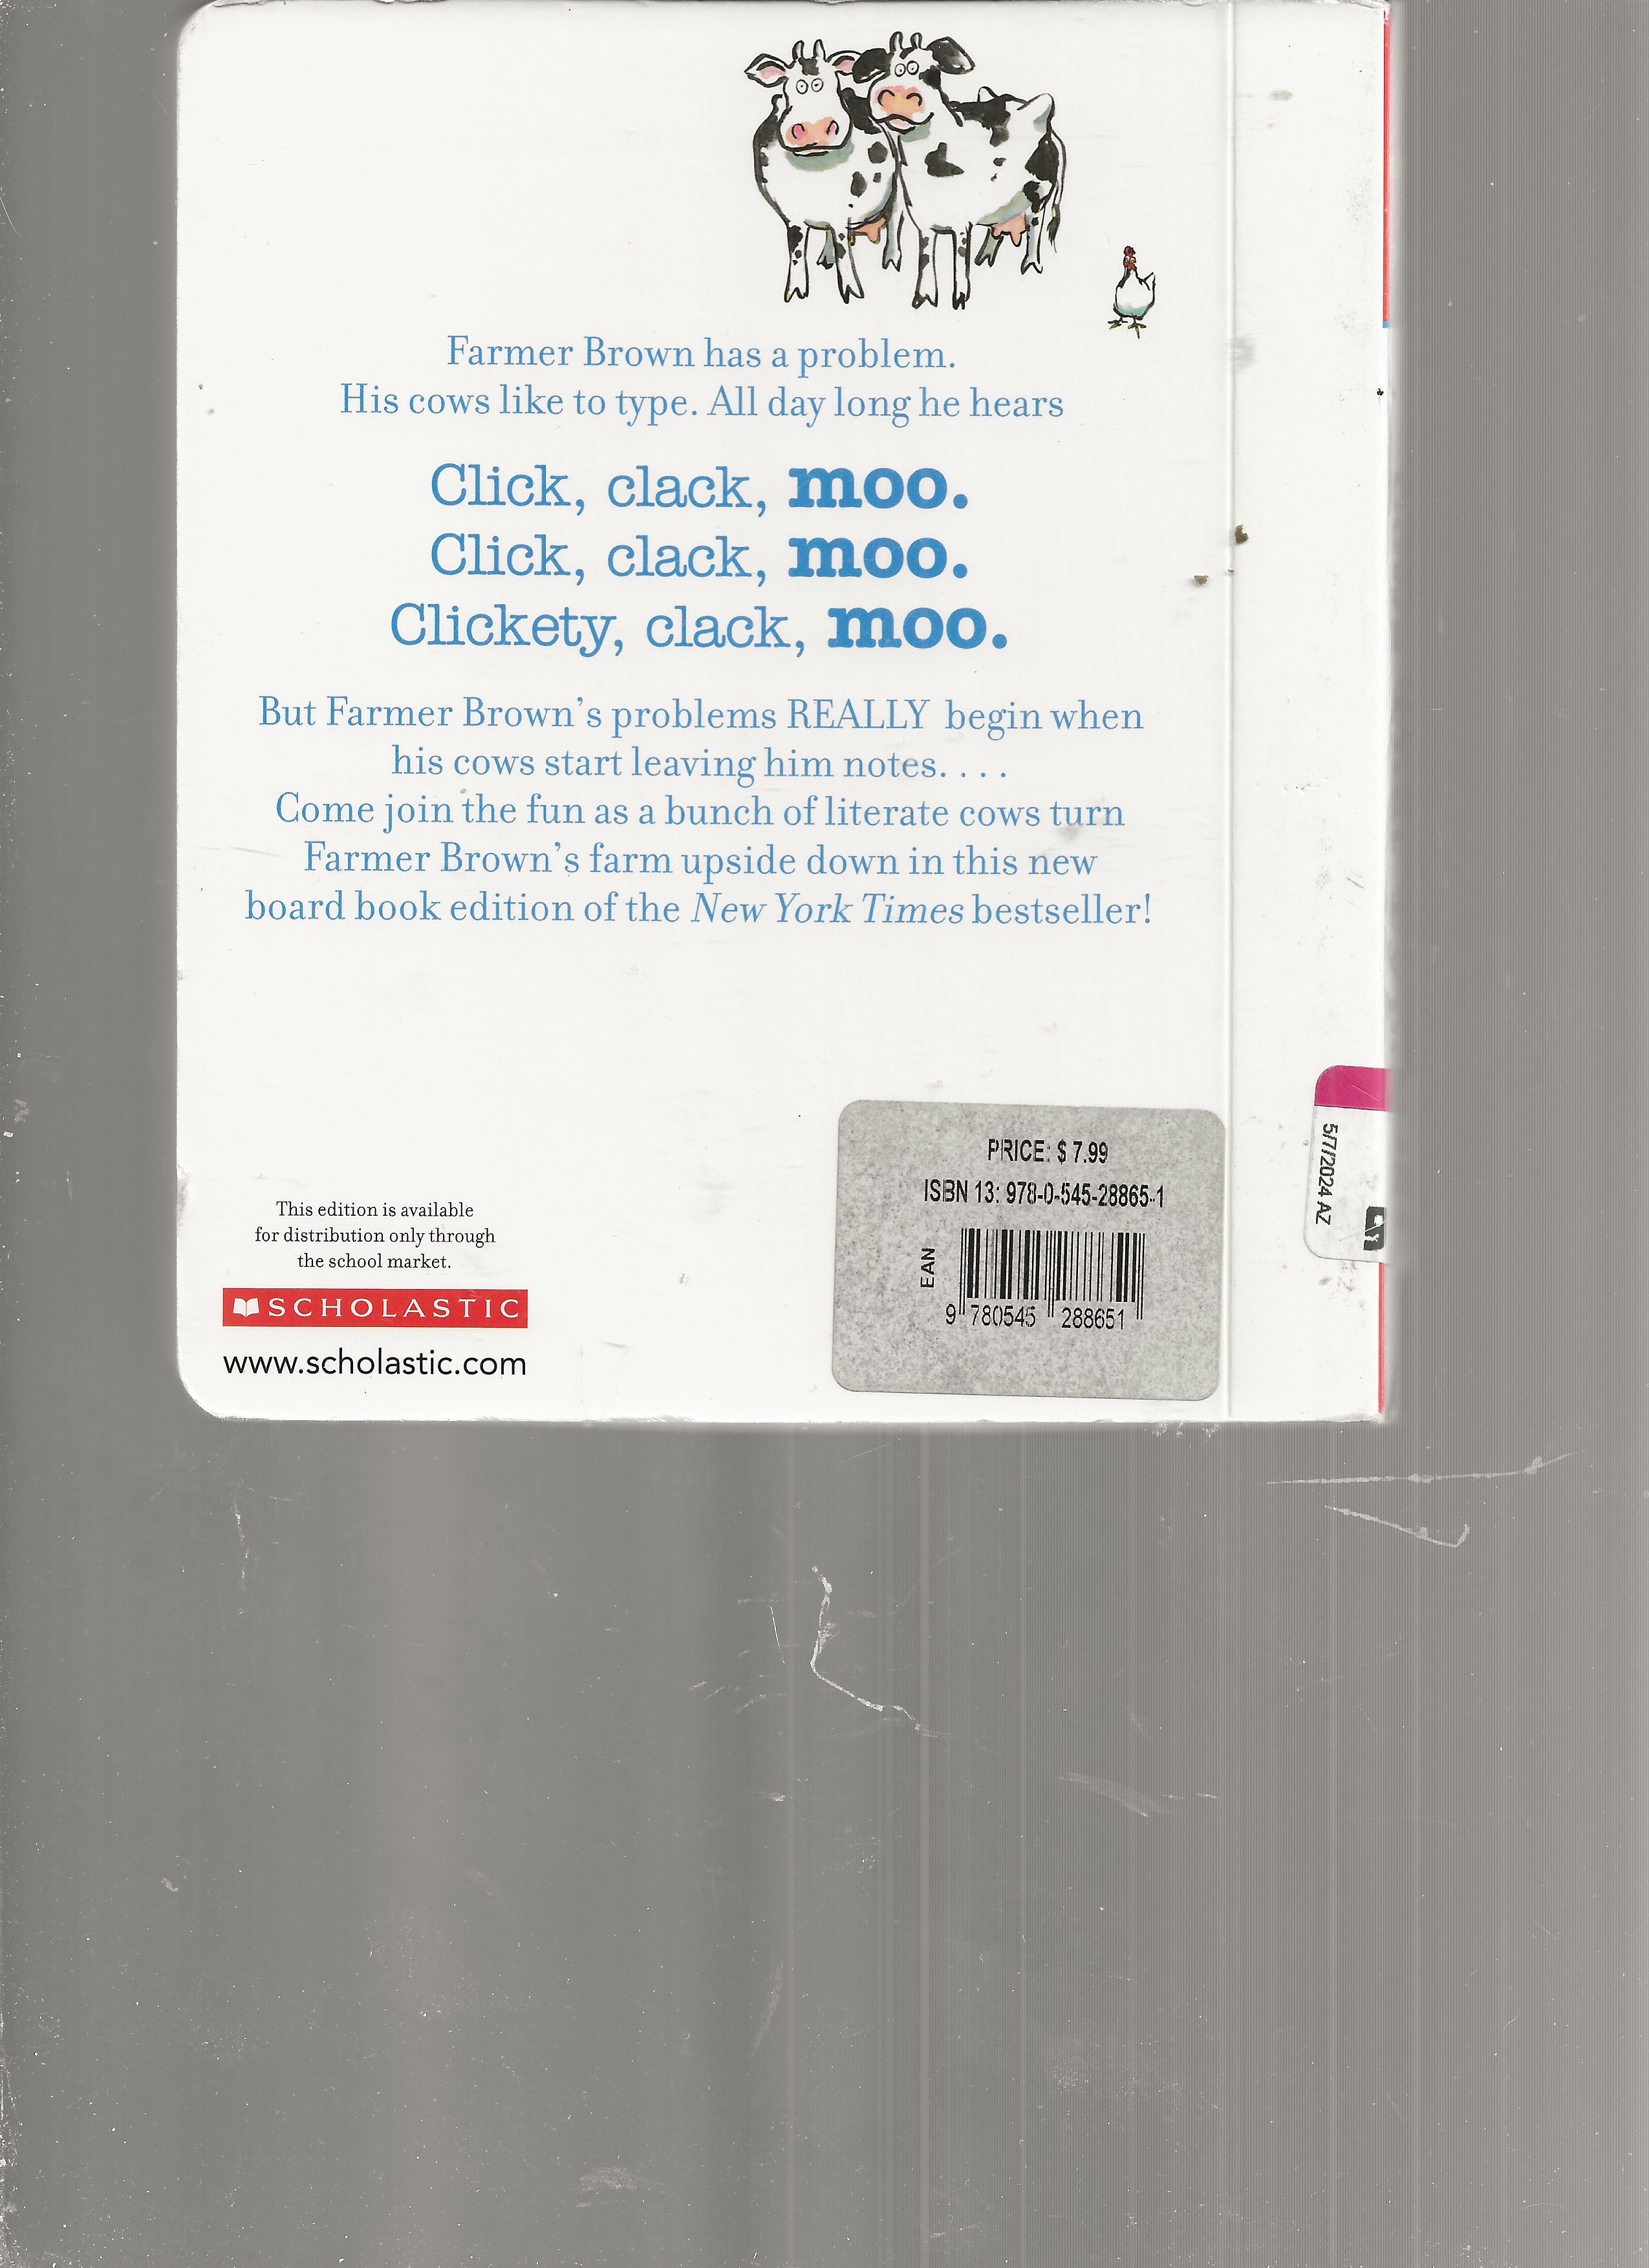 Farmer Brown has a problem.
His cows like to type. All day long he hears
Click, clack, moo.
Click, clack, moo.
Clickety, clack, moo.
But Farmer Brown's problems REALLY begin when
his cows start leaving him notes. . . .
Come join the fun as a bunch of literate cows turn
Farmer Brown's farm upside down in this new
board book edition of the New York Times bestseller!
This edition is available
for distribution only through
the school market.
SCHOLASTIC
www.scholastic.com
PRICE: $ 7.99
ISBN 13: 978-0-545-28865-1
EAN
9 780545 288651
5/7/2024 AZ